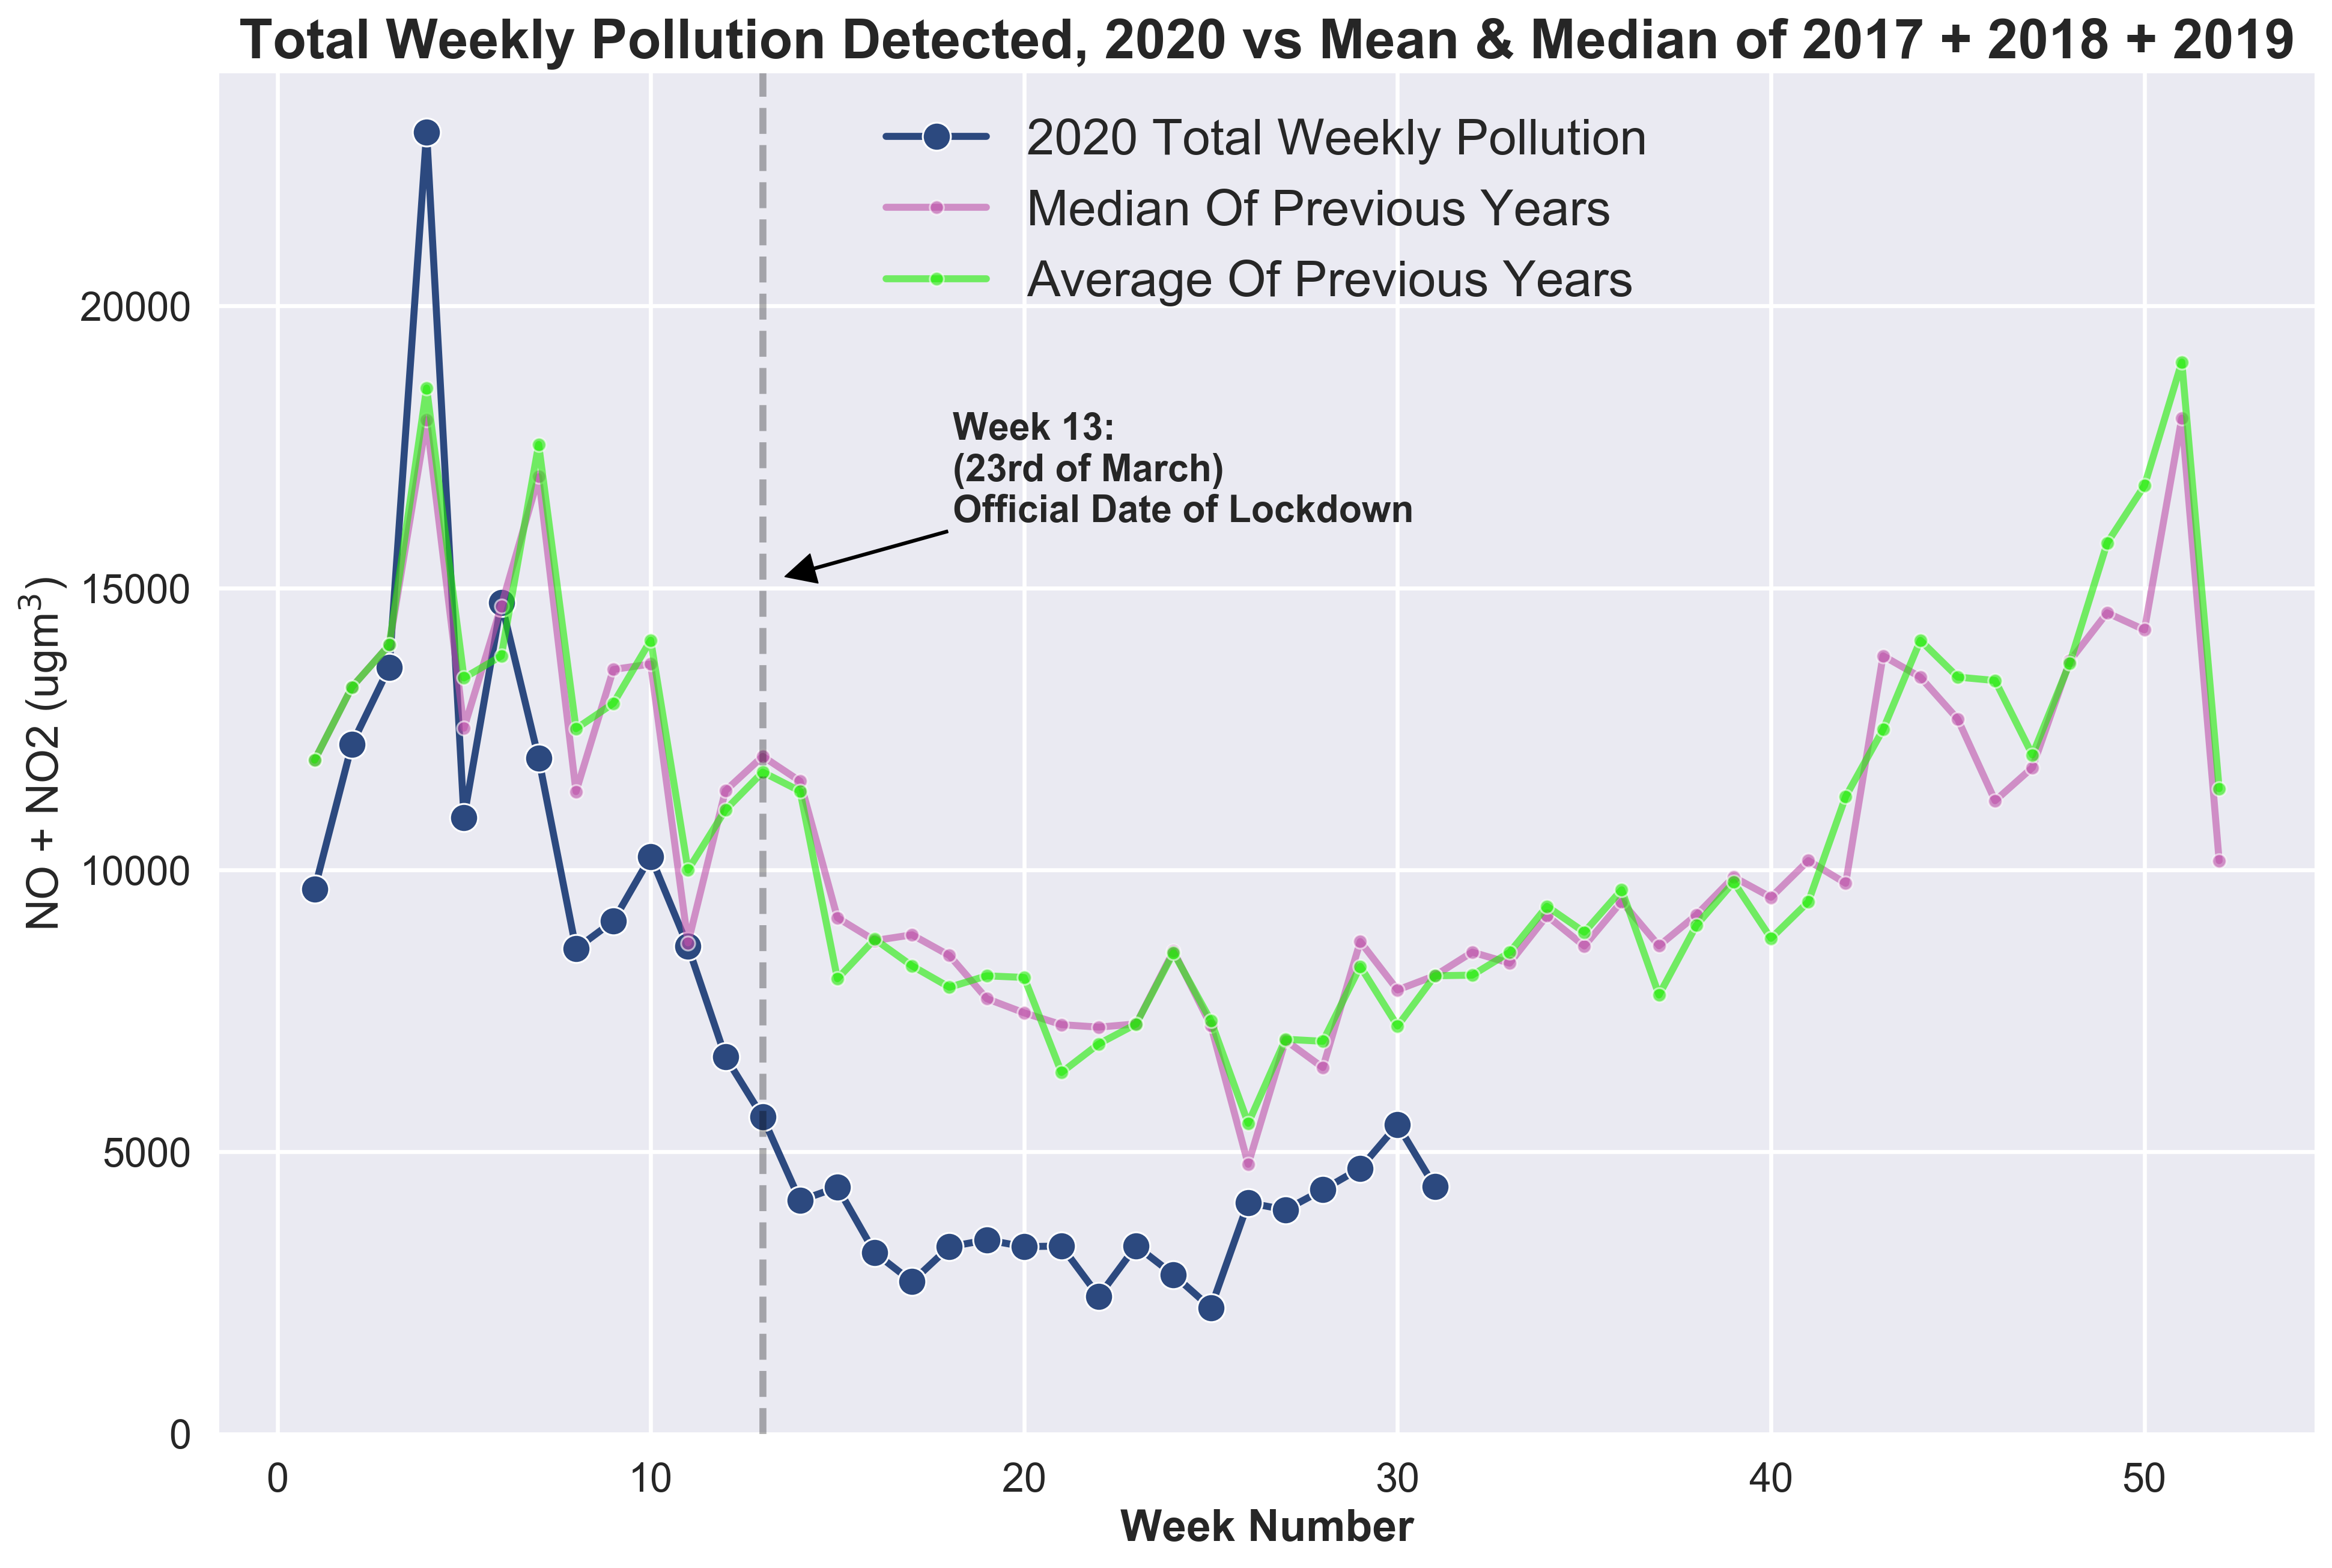 Total Weekly Pollution Detected, 2020 vs Mean & Median of 2017 + 2018 + 2019
2020 Total Weekly Pollution
Median Of Previous Years
Average Of Previous Years
Week 13:
(23rd of March)
Official Date of Lockdown
NO + NO2 (ugm³)
20000
15000
10000
5000
0
0 10 20 30 40 50
Week Number